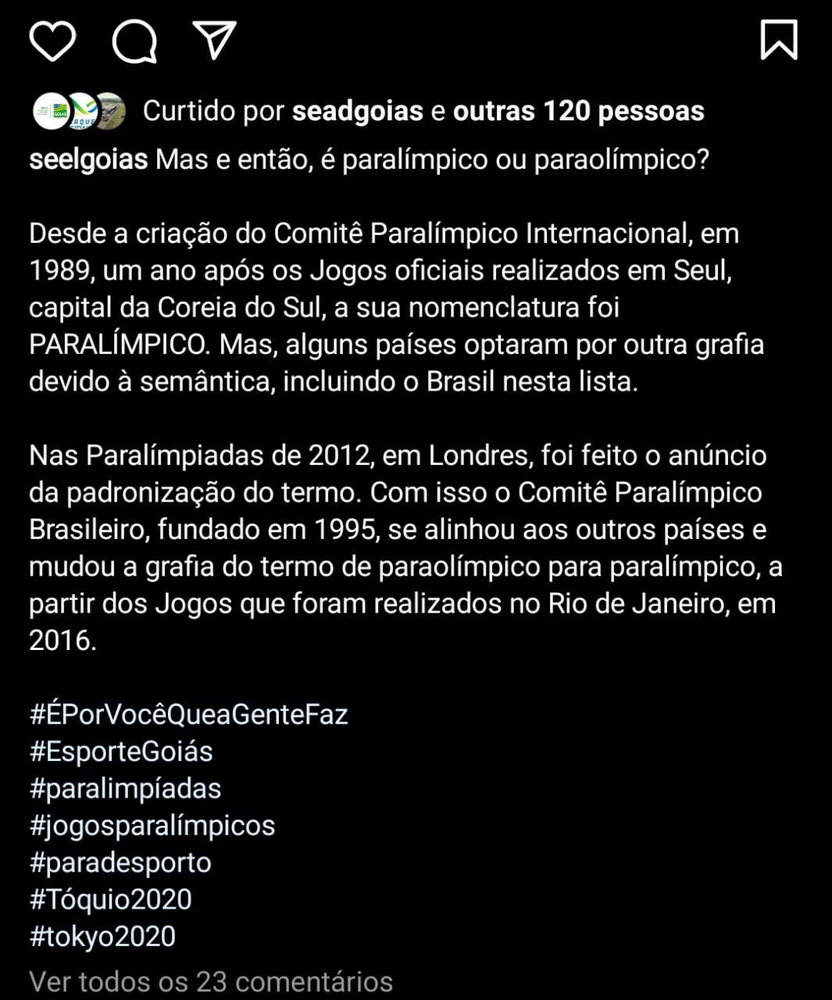 Curtido por seadgoias e outras 120 pessoas
seelgoias Mas e então, é paralímpico ou paraolímpico?
Desde a criação do Comitê Paralímpico Internacional, em
1989, um ano após os Jogos oficiais realizados em Seul,
capital da Coreia do Sul, a sua nomenclatura foi
PARALÍMPICO. Mas, alguns países optaram por outra grafia
devido à semântica, incluindo o Brasil nesta lista.
Nas Paralímpiadas de 2012, em Londres, foi feito o anúncio
da padronização do termo. Com isso o Comitê Paralímpico
Brasileiro, fundado em 1995, se alinhou aos outros países e
mudou a grafia do termo de paraolímpico para paralímpico, a
partir dos Jogos que foram realizados no Rio de Janeiro, em
2016.
#ÉPorVocêQueaGenteFaz
#EsporteGoiás
#paralimpíadas
#jogosparalímpicos
#paradesporto
#Tóquio2020
#tokyo2020
Ver todos os 23 comentários